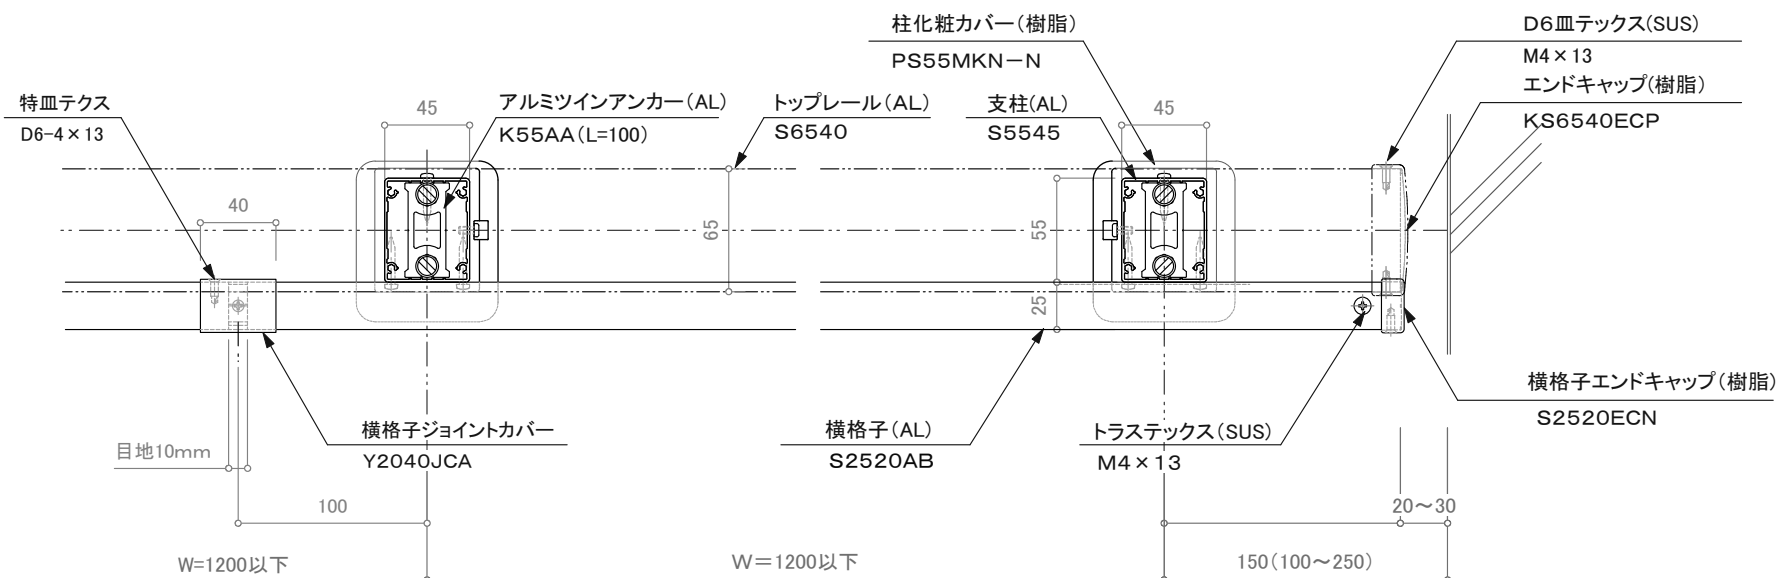 柱化粧カバー(樹脂)
PS55MKN－N
D6皿テックス(SUS)
M4×13
エンドキャップ(樹脂)
KS6540ECP
特皿テクス
D6-4×13
45
アルミツインアンカー(AL)
K55AA(L=100)
トップレール(AL)
S6540
支柱(AL)
S5545
45
40
65
55
25
横格子ジョイントカバー
Y2040JCA
横格子(AL)
S2520AB
トラステックス(SUS)
M4×13
横格子エンドキャップ(樹脂)
S2520ECN
目地10mm
100
20～30
W=1200以下
W＝1200以下
150(100～250)